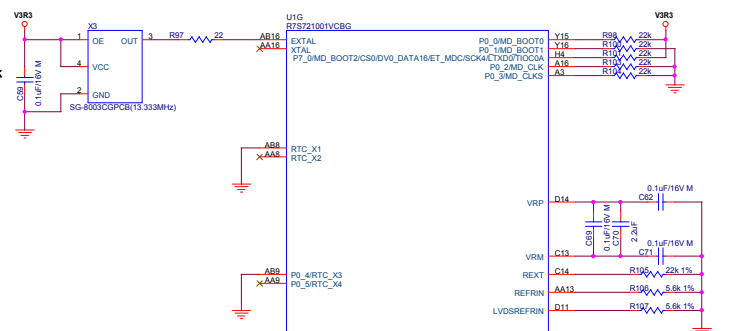 V3R3
V3R3
X3
U1G
R7S721001VCBG
1 OE OUT 3
R97 22
AB16 EXTAL
AA16 XTAL
P7_0/MD_BOOT2/CS0/DV0_DATA16/ET_MDC/SCK4/LTXD0/TIOC0A
P0_0/MD_BOOT0 Y15 R98 22k
P0_1/MD_BOOT1 Y16 22k
H4 22k
P0_2/MD_CLK A16 22k
P0_3/MD_CLKS A3 22k
4 VCC
2 GND
C59
0.1uF/16V M
SG-8003CGPCB(13.333MHz)
AB8 RTC_X1
AA8 RTC_X2
VRP D14
0.1uF/16V M
C62
C69
0.1uF/16V M
C70
2.2uF
0.1uF/16V M
C71
VRM C13
AB9 P0_4/RTC_X3
AA9 P0_5/RTC_X4
REXT C14 R105 22k 1%
REFRIN AA13 R106 5.6k 1%
LVDSREFRIN D11 R107 5.6k 1%